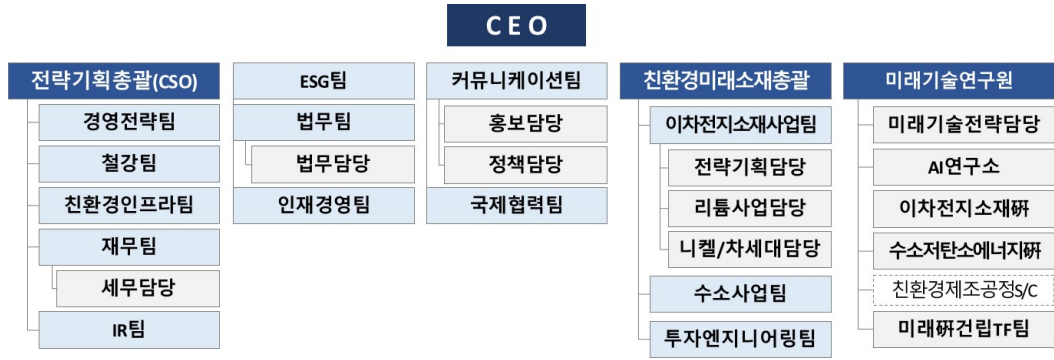 CEO
전략기획총괄(CSO)
경영전략팀
철강팀
친환경인프라팀
재무팀
세무담당
IR팀
ESG팀
법무팀
법무담당
인재경영팀
커뮤니케이션팀
홍보담당
정책담당
국제협력팀
친환경미래소재총괄
이차전지소재사업팀
전략기획담당
리튬사업담당
니켈/차세대담당
수소사업팀
투자엔지니어링팀
미래기술연구원
미래기술전략담당
AI연구소
이차전지소재硏
수소저탄소에너지硏
친환경제조공정S/C
미래硏건립TF팀